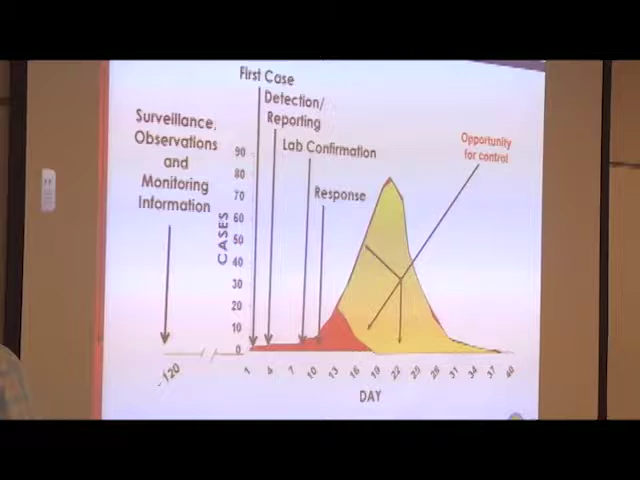 First Case
Detection/
Reporting
Lab Confirmation
Response
Surveillance,
Observations
and
Monitoring
Information
Opportunity
for control
CASES
90
80
70
60
50
40
30
20
10
0
-120
1 4 7 10 13 16 19 22 25 28 31 34 37 40
DAY